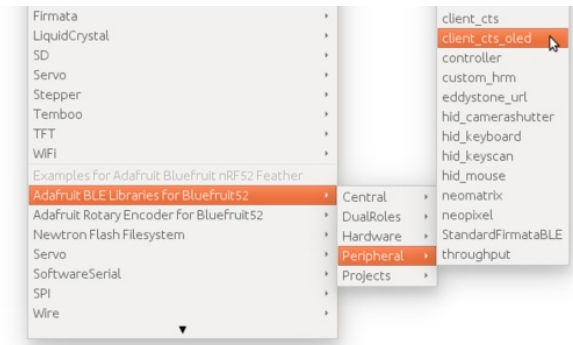 Firmata
LiquidCrystal
SD
Servo
Stepper
Temboo
TFT
WiFi
Examples for Adafruit Bluefruit nRF52 Feather
Adafruit BLE Libraries for Bluefruit52
Adafruit Rotary Encoder for Bluefruit52
Newtron Flash Filesystem
Servo
SoftwareSerial
SPI
Wire
Central
DualRoles
Hardware
Peripheral
Projects
client_cts
client_cts_oled
controller
custom_hrm
eddystone_url
hid_camerashutter
hid_keyboard
hid_keyscan
hid_mouse
neomatrix
neopixel
StandardFirmataBLE
throughput